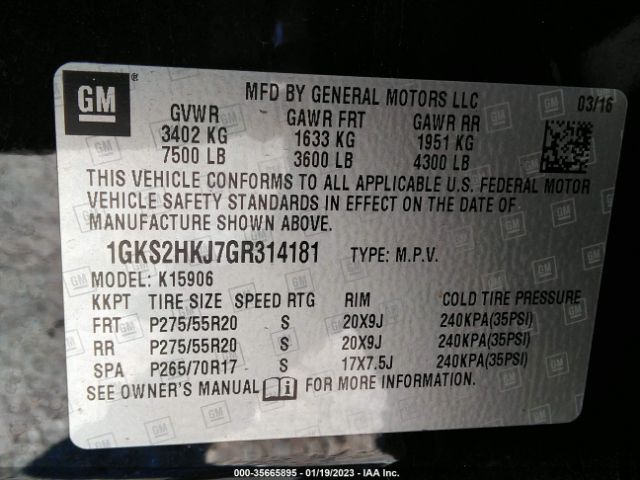 GM
MFD BY GENERAL MOTORS LLC 03/16
GVWR GAWR FRT GAWR RR
3402 KG 1633 KG 1951 KG
7500 LB 3600 LB 4300 LB
THIS VEHICLE CONFORMS TO ALL APPLICABLE U.S. FEDERAL MOTOR
VEHICLE SAFETY STANDARDS IN EFFECT ON THE DATE OF
MANUFACTURE SHOWN ABOVE.
1GKS2HKJ7GR314181 TYPE: M.P.V.
MODEL: K15906
KKPT TIRE SIZE SPEED RTG RIM COLD TIRE PRESSURE
FRT P275/55R20 S 20X9J 240KPA(35PSI)
RR P275/55R20 S 20X9J 240KPA(35PSI)
SPA P265/70R17 S 17X7.5J 240KPA(35PSI)
SEE OWNER'S MANUAL FOR MORE INFORMATION.
000-35665895 - 01/19/2023 - IAA Inc.